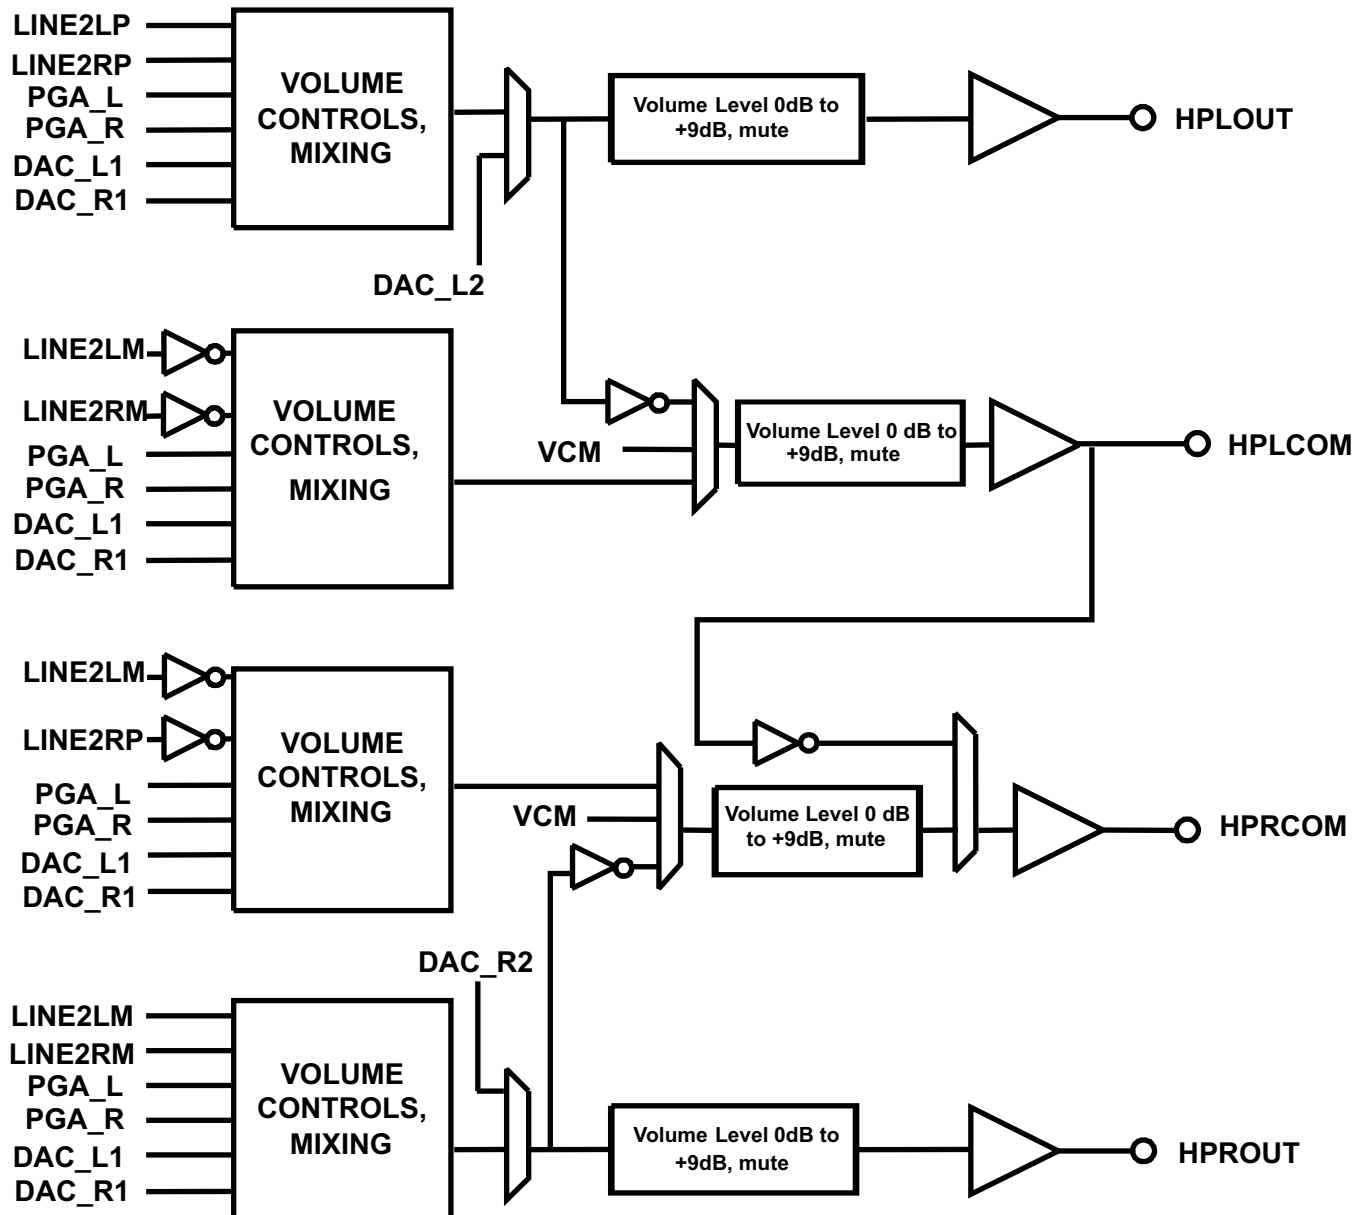 LINE2LP
LINE2RP
PGA_L
PGA_R
DAC_L1
DAC_R1
VOLUME
CONTROLS,
MIXING
DAC_L2
Volume Level 0dB to
+9dB, mute
HPLOUT
LINE2LM
LINE2RM
PGA_L
PGA_R
DAC_L1
DAC_R1
VOLUME
CONTROLS,
MIXING
VCM
Volume Level 0 dB to
+9dB, mute
HPLCOM
LINE2LM
LINE2RP
PGA_L
PGA_R
DAC_L1
DAC_R1
VOLUME
CONTROLS,
MIXING
VCM
Volume Level 0 dB
to +9dB, mute
HPRCOM
DAC_R2
LINE2LM
LINE2RM
PGA_L
PGA_R
DAC_L1
DAC_R1
VOLUME
CONTROLS,
MIXING
Volume Level 0dB to
+9dB, mute
HPROUT